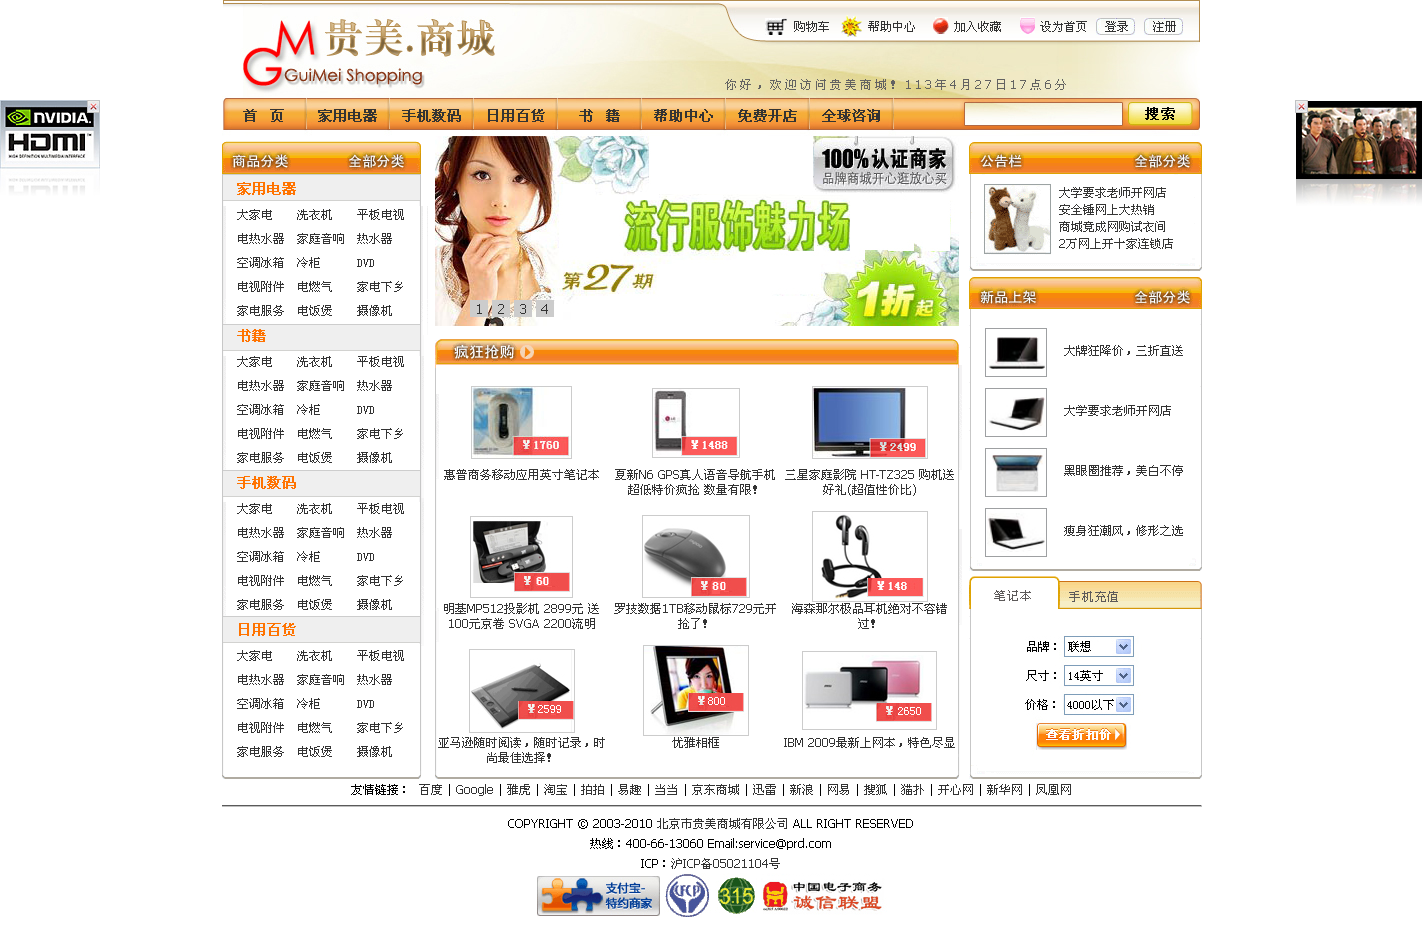 贵美.商城
GuiMei Shopping
购物车 帮助中心 加入收藏 设为首页 登录 注册
你好，欢迎访问贵美商城！113年4月27日17点6分
首 页 家用电器 手机数码 日用百货 书 籍 帮助中心 免费开店 全球咨询 搜索
NVIDIA.
HDMI
HIGH DEFINITION MULTIMEDIA INTERFACE
商品分类 全部分类
家用电器
大家电 洗衣机 平板电视
电热水器 家庭音响 热水器
空调冰箱 冷柜 DVD
电视附件 电燃气 家电下乡
家电服务 电饭煲 摄像机
书籍
大家电 洗衣机 平板电视
电热水器 家庭音响 热水器
空调冰箱 冷柜 DVD
电视附件 电燃气 家电下乡
家电服务 电饭煲 摄像机
手机数码
大家电 洗衣机 平板电视
电热水器 家庭音响 热水器
空调冰箱 冷柜 DVD
电视附件 电燃气 家电下乡
家电服务 电饭煲 摄像机
日用百货
大家电 洗衣机 平板电视
电热水器 家庭音响 热水器
空调冰箱 冷柜 DVD
电视附件 电燃气 家电下乡
家电服务 电饭煲 摄像机
100%认证商家
品牌商城开心逛放心买
流行服饰魅力场
第27期
1折起
1 2 3 4
疯狂抢购
¥1760 ¥1488 ¥2499
惠普商务移动应用英寸笔记本
夏新N6 GPS真人语音导航手机
超低特价疯抢 数量有限！
三星家庭影院 HT-TZ325 购机送
好礼(超值性价比)
¥ 60 ¥80 ¥148
明基MP512投影机 2899元 送
100元京卷 SVGA 2200流明
罗技数据1TB移动鼠标729元开
抢了！
海森那尔极品耳机绝对不容错
过！
¥2599 ¥800 ¥ 2650
亚马逊随时阅读，随时记录，时
尚最佳选择！
优雅相框
IBM 2009最新上网本，特色尽显
公告栏 全部分类
大学要求老师开网店
安全锤网上大热销
商城竟成网购试衣间
2万网上开十家连锁店
新品上架 全部分类
大牌狂降价，三折直送
大学要求老师开网店
黑眼圈推荐，美白不停
瘦身狂潮风，修形之选
笔记本 手机充值
品牌： 联想
尺寸： 14英寸
价格： 4000以下
查看折扣价
友情链接： 百度 | Google | 雅虎 | 淘宝 | 拍拍 | 易趣 | 当当 | 京东商城 | 迅雷 | 新浪 | 网易 | 搜狐 | 猫扑 | 开心网 | 新华网 | 凤凰网
COPYRIGHT © 2003-2010 北京市贵美商城有限公司 ALL RIGHT RESERVED
热线：400-66-13060 Email:service@prd.com
ICP：沪ICP备05021104号
支付宝-
特约商家
315
中国电子商务
诚信联盟